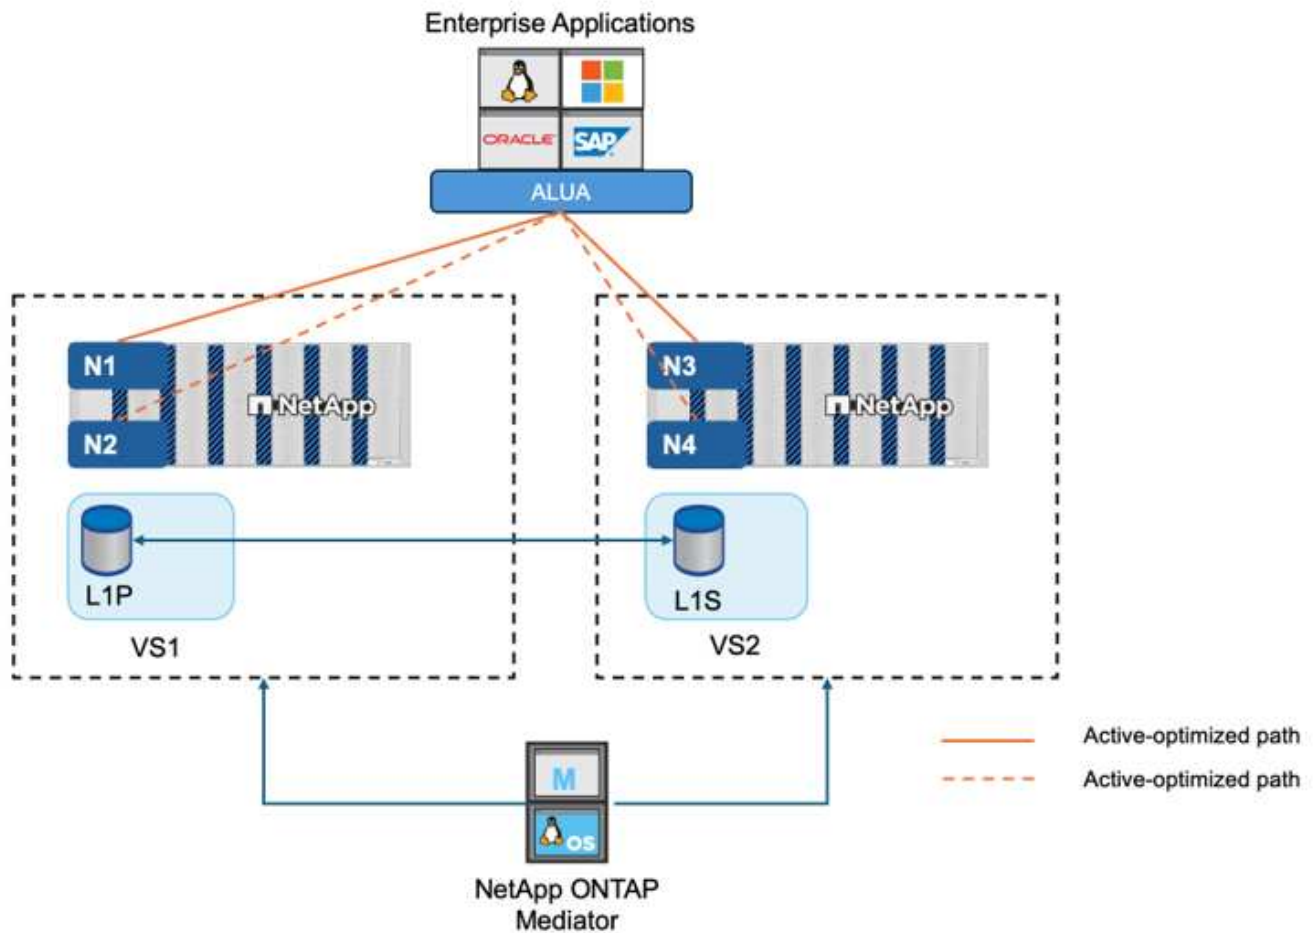 Enterprise Applications
ORACLE
SAP
ALUA
N1
NetApp
N2
N3
NetApp
N4
L1P
VS1
L1S
VS2
Active-optimized path
Active-optimized path
M
OS
NetApp ONTAP
Mediator